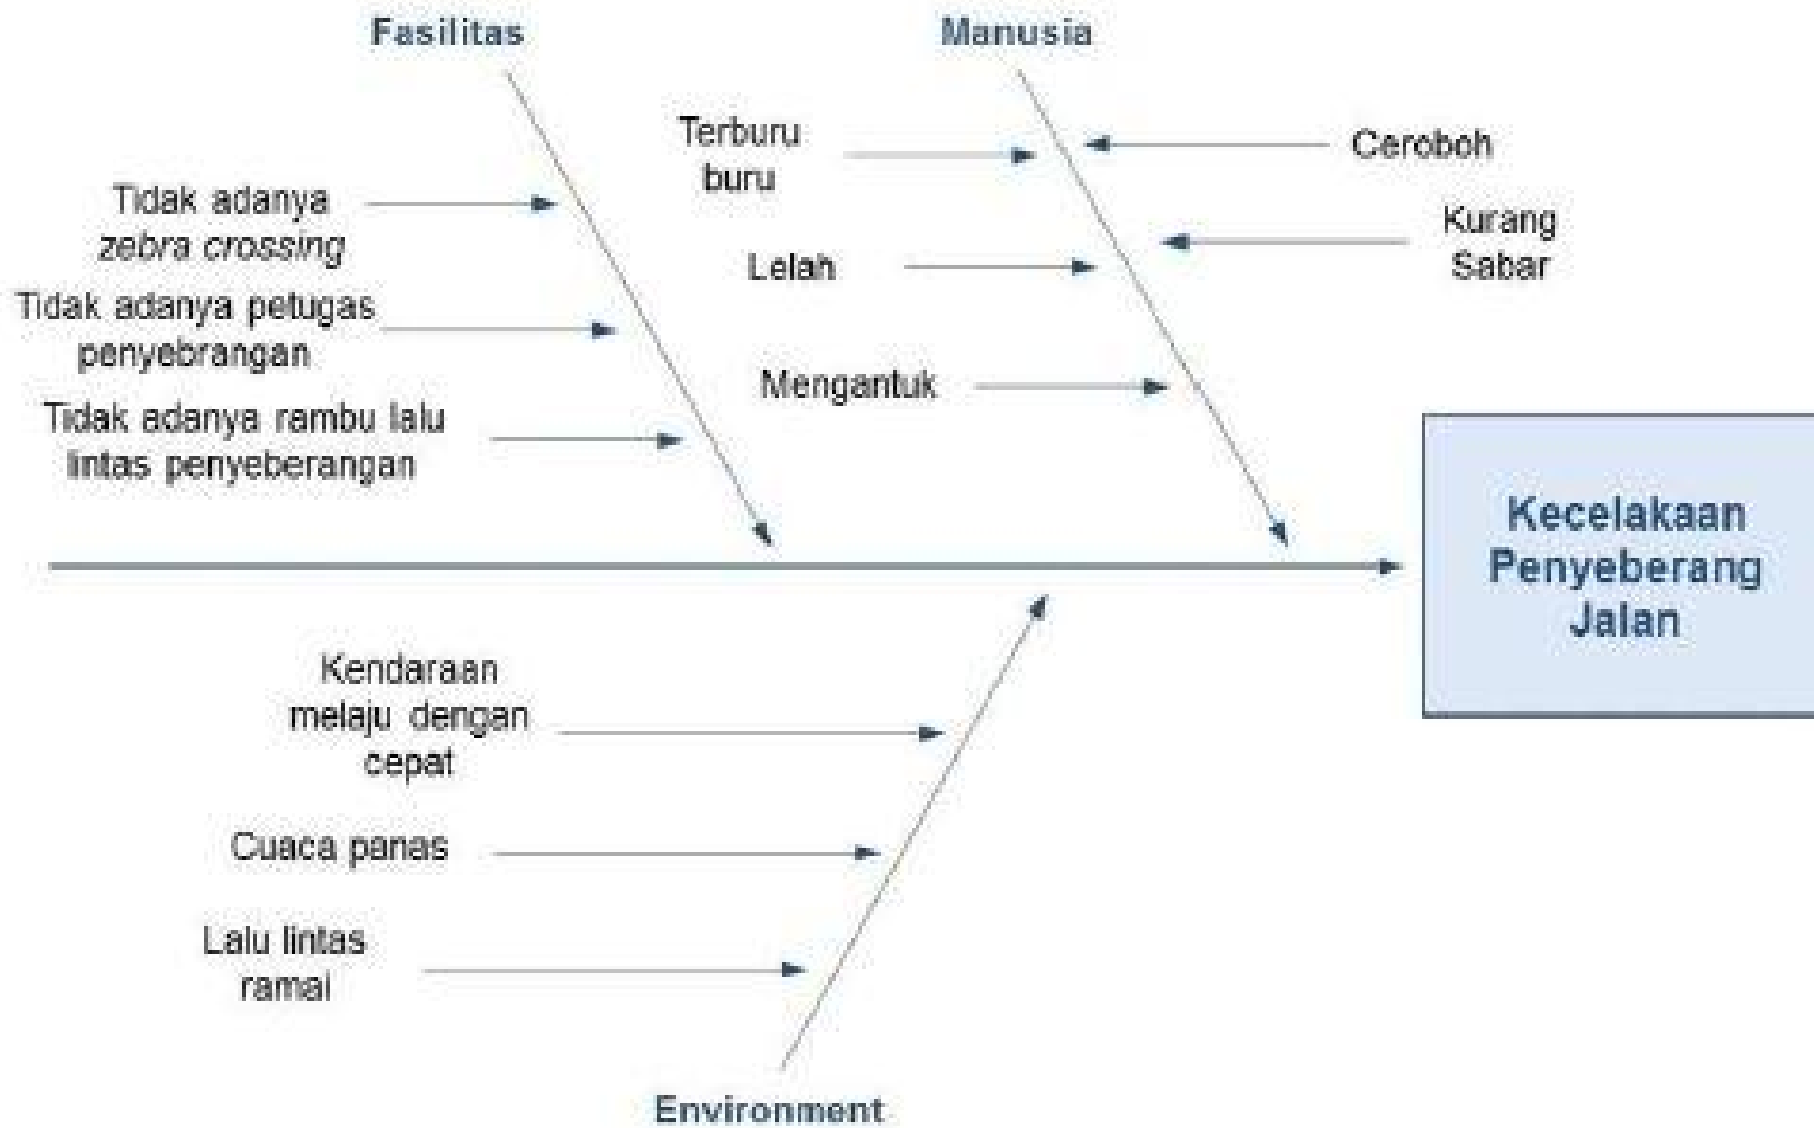 Fasilitas
Manusia
Terburu
buru
Ceroboh
Tidak adanya
zebra crossing
Kurang
Sabar
Lelah
Tidak adanya petugas
penyebrangan
Mengantuk
Tidak adanya rambu lalu
lintas penyeberangan
Kecelakaan
Penyeberang
Jalan
Kendaraan
melaju dengan
cepat
Cuaca panas
Lalu lintas
ramai
Environment